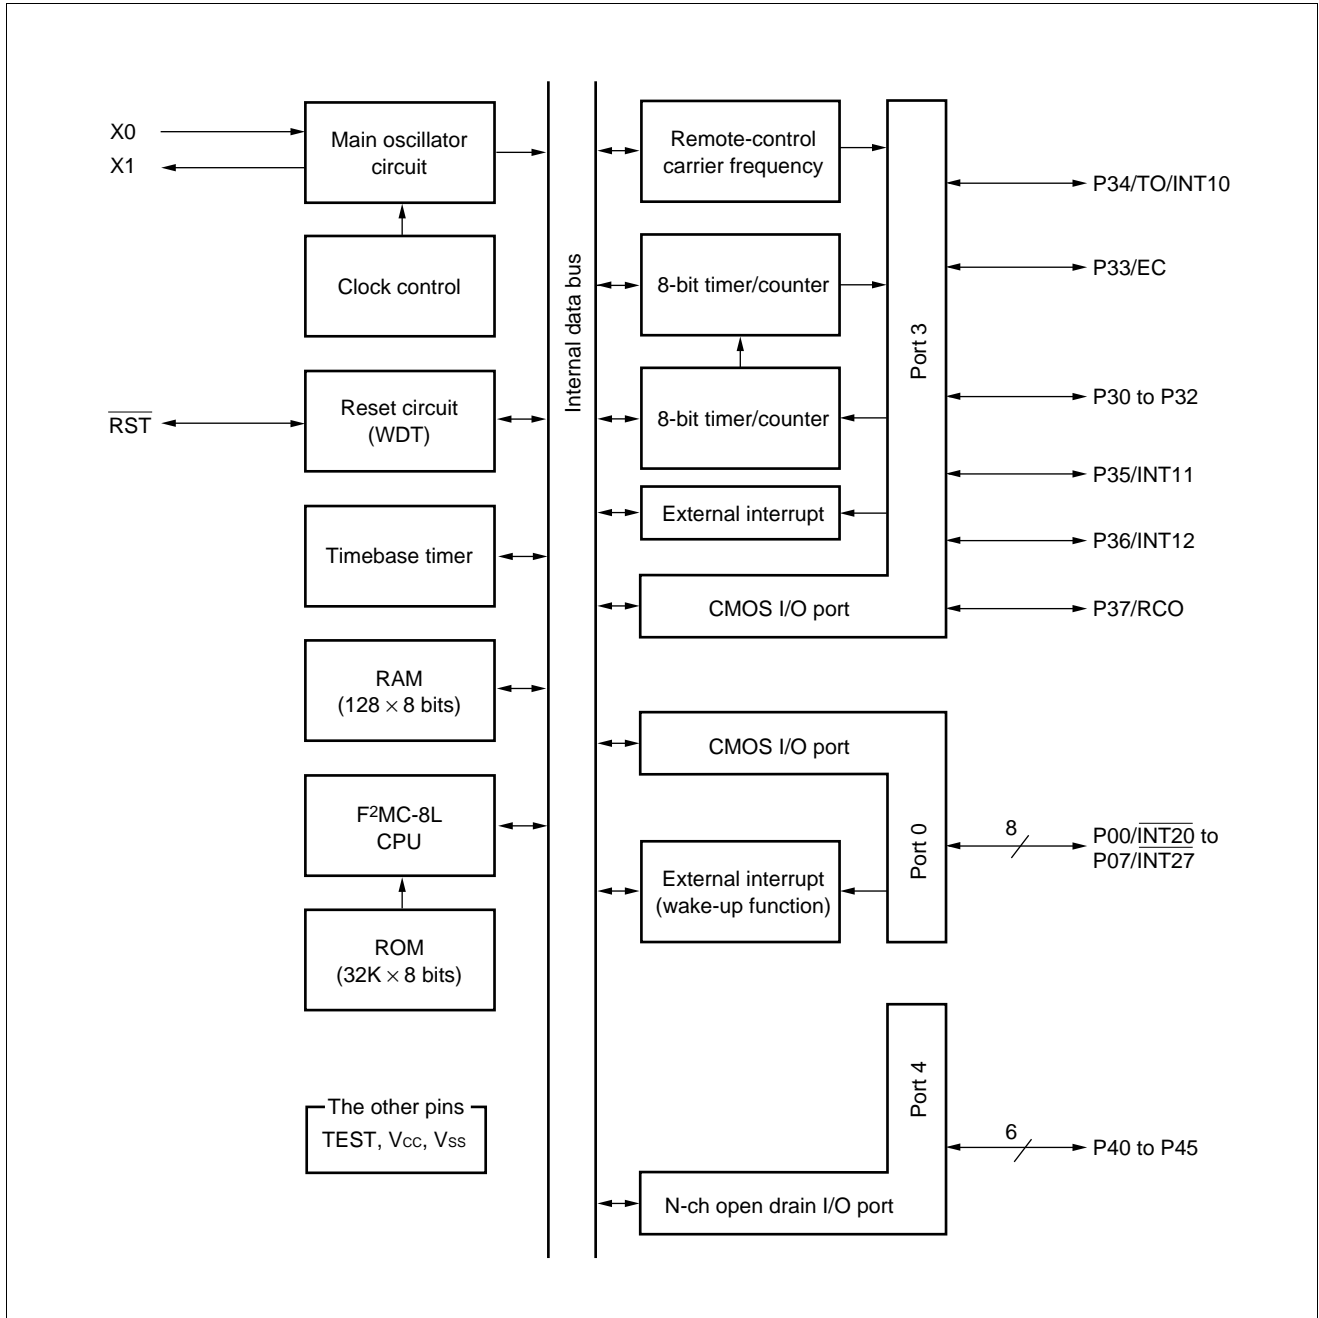 X0
X1
Main oscillator
circuit
Clock control
RST
Reset circuit
(WDT)
Timebase timer
RAM
(128 × 8 bits)
F²MC-8L
CPU
ROM
(32K × 8 bits)
The other pins
TEST, Vcc, Vss
Internal data bus
Remote-control
carrier frequency
8-bit timer/counter
8-bit timer/counter
External interrupt
CMOS I/O port
Port 3
P34/TO/INT10
P33/EC
P30 to P32
P35/INT11
P36/INT12
P37/RCO
CMOS I/O port
External interrupt
(wake-up function)
Port 0
8
P00/INT20 to
P07/INT27
Port 4
6
P40 to P45
N-ch open drain I/O port